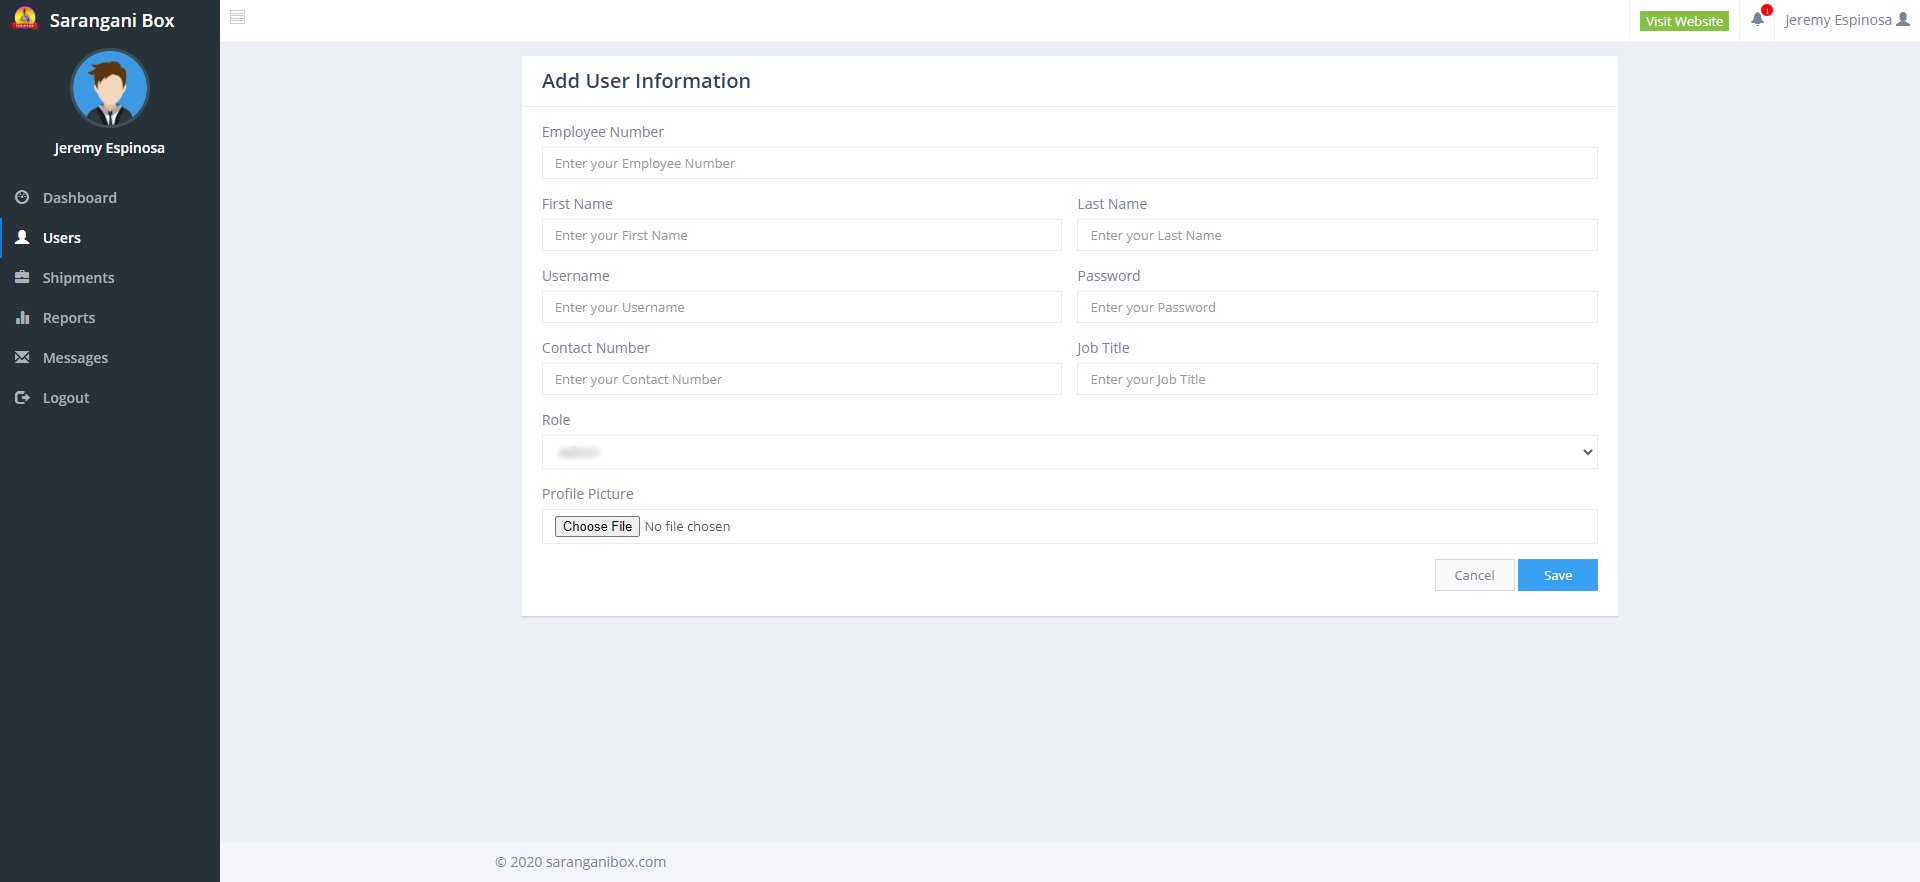 Sarangani Box
Visit Website
1
Jeremy Espinosa
Jeremy Espinosa
Dashboard
Users
Shipments
Reports
Messages
Logout
Add User Information
Employee Number
Enter your Employee Number
First Name
Last Name
Enter your First Name
Enter your Last Name
Username
Password
Enter your Username
Enter your Password
Contact Number
Job Title
Enter your Contact Number
Enter your Job Title
Role
Profile Picture
Choose File No file chosen
Cancel
Save
© 2020 saranganibox.com